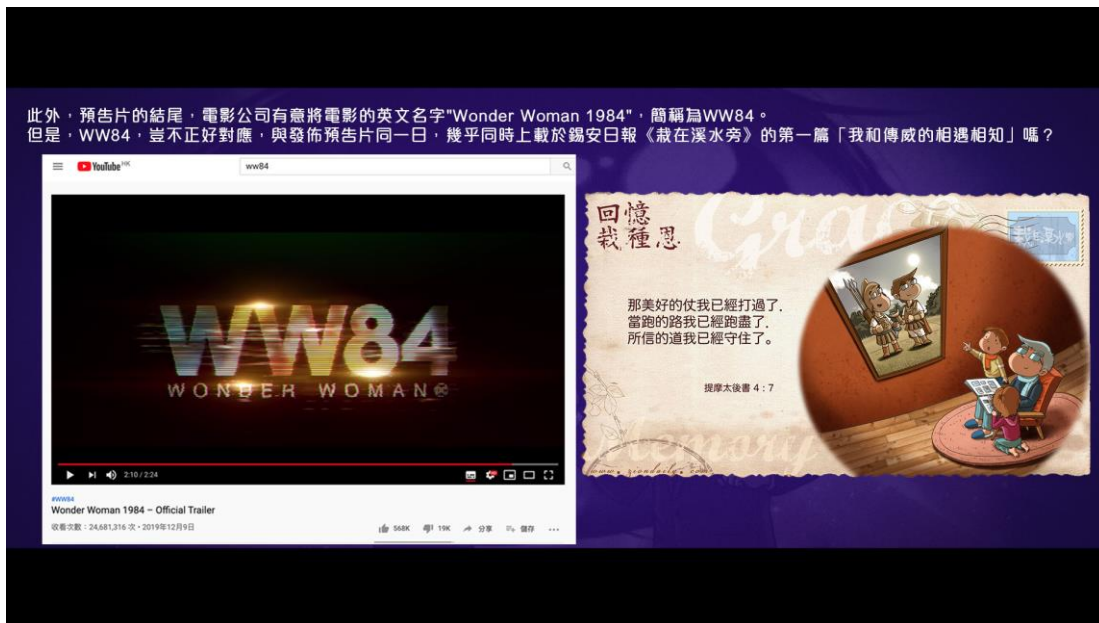 此外，預告片的結尾，電影公司有意將電影的英文名字"Wonder Woman 1984"，簡稱為WW84。
但是，WW84，豈不正好對應，與發佈預告片同一日，幾乎同時上載於錫安日報《栽在溪水旁》的第一篇「我和傳威的相遇相知」嗎？
YouTube HK
ww84
WW84
WONDER WOMAN
2:10 / 2:24
#WW84
Wonder Woman 1984 – Official Trailer
收看次數：24,681,316 次 • 2019年12月9日
568K
19K
分享
儲存
回憶
栽種恩
Grace
栽在溪水旁
那美好的仗我已經打過了,
當跑的路我已經跑盡了,
所信的道我已經守住了。
提摩太後書 4：7
Memory
www.ziondaily.com